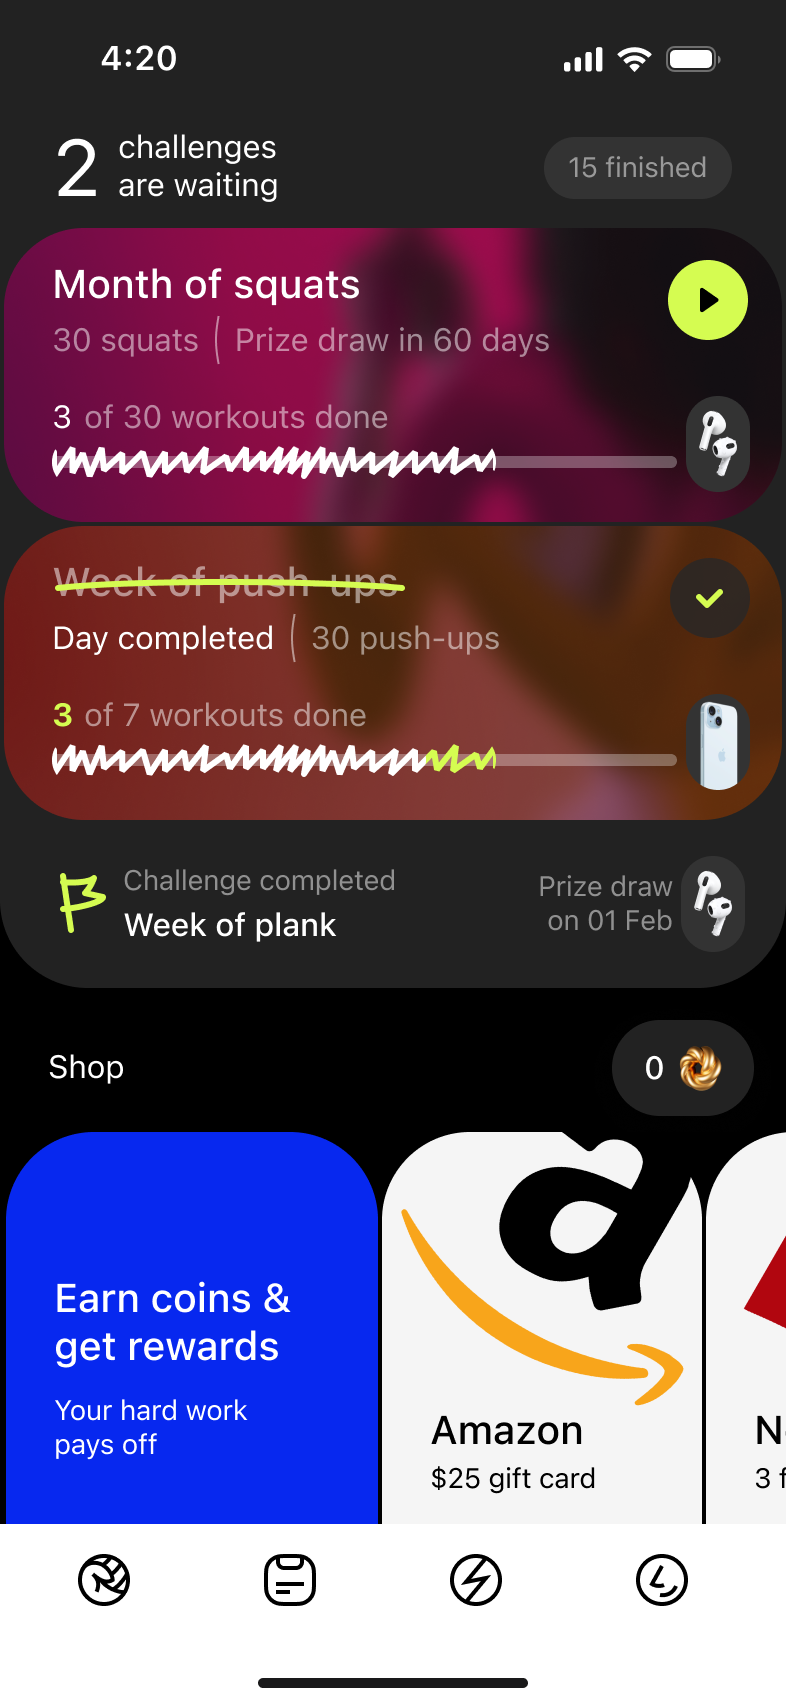 4:20
2 challenges
are waiting
15 finished
Month of squats
30 squats ( Prize draw in 60 days
3 of 30 workouts done
Week of push-ups
Day completed ( 30 push-ups
3 of 7 workouts done
Challenge completed
Week of plank
Prize draw
on 01 Feb
Shop
0
Earn coins &
get rewards
Your hard work
pays off
a
Amazon
$25 gift card
N
3 f